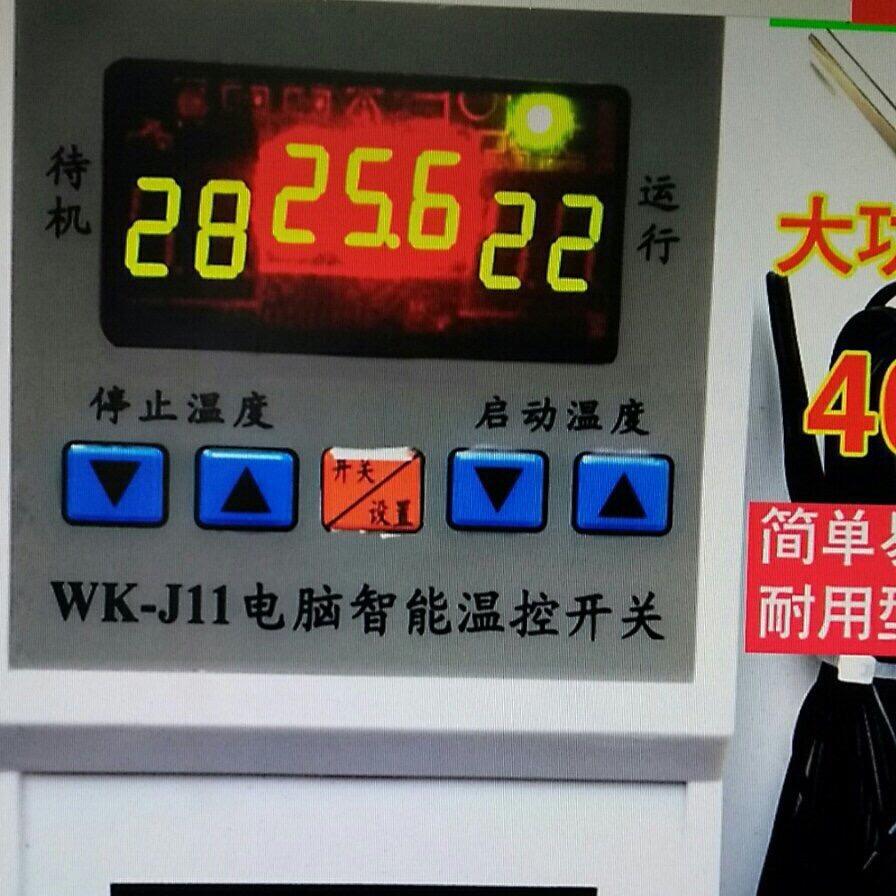 待机
28 25.6 22
运行
停止温度
启动温度
开关
设置
WK-J11电脑智能温控开关
大功
40
简单易
耐用型